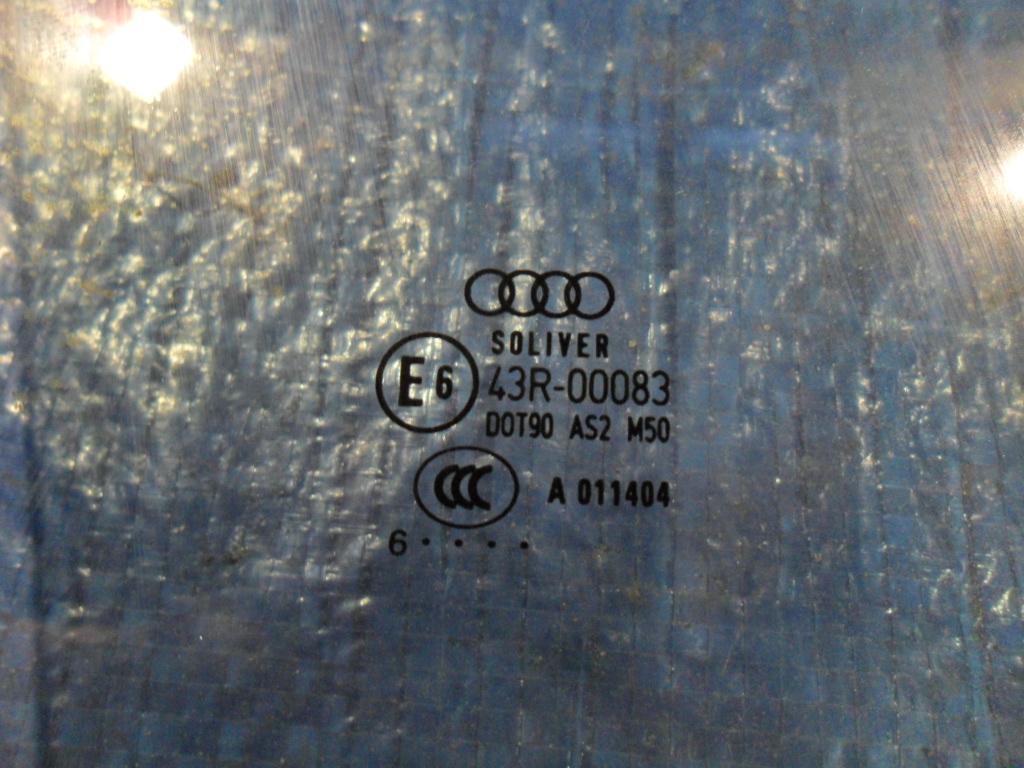 SOLIVER
E6 43R-00083
DOT90 AS2 M50
CCC A 011404
6 · · · ·